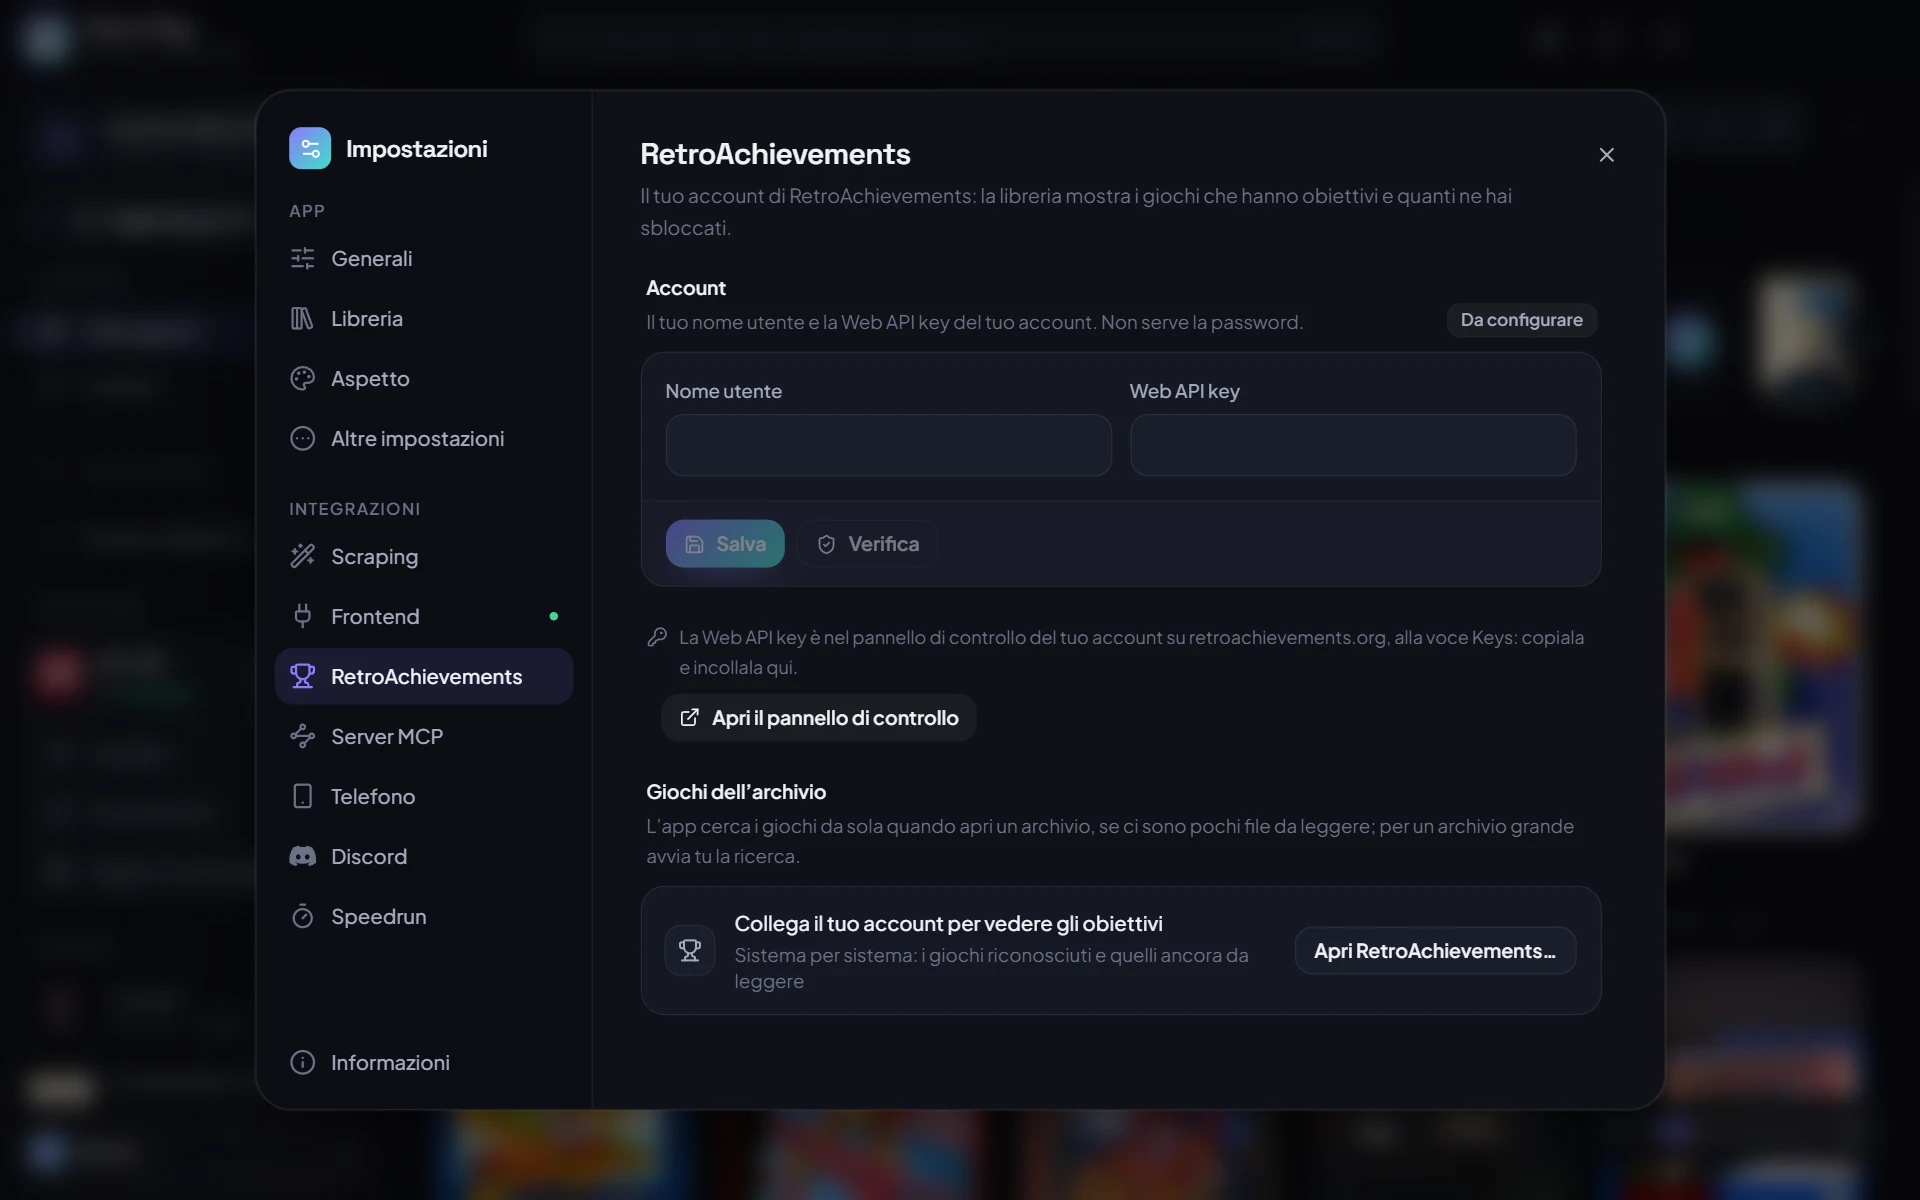 Impostazioni
APP
Generali
Libreria
Aspetto
Altre impostazioni
INTEGRAZIONI
Scraping
Frontend
RetroAchievements
Server MCP
Telefono
Discord
Speedrun
Informazioni
RetroAchievements
Il tuo account di RetroAchievements: la libreria mostra i giochi che hanno obiettivi e quanti ne hai
sbloccati.
Account
Il tuo nome utente e la Web API key del tuo account. Non serve la password.
Da configurare
Nome utente
Web API key
Salva
Verifica
La Web API key è nel pannello di controllo del tuo account su retroachievements.org, alla voce Keys: copiala
e incollala qui.
Apri il pannello di controllo
Giochi dell’archivio
L’app cerca i giochi da sola quando apri un archivio, se ci sono pochi file da leggere; per un archivio grande
avvia tu la ricerca.
Collega il tuo account per vedere gli obiettivi
Sistema per sistema: i giochi riconosciuti e quelli ancora da
leggere
Apri RetroAchievements…